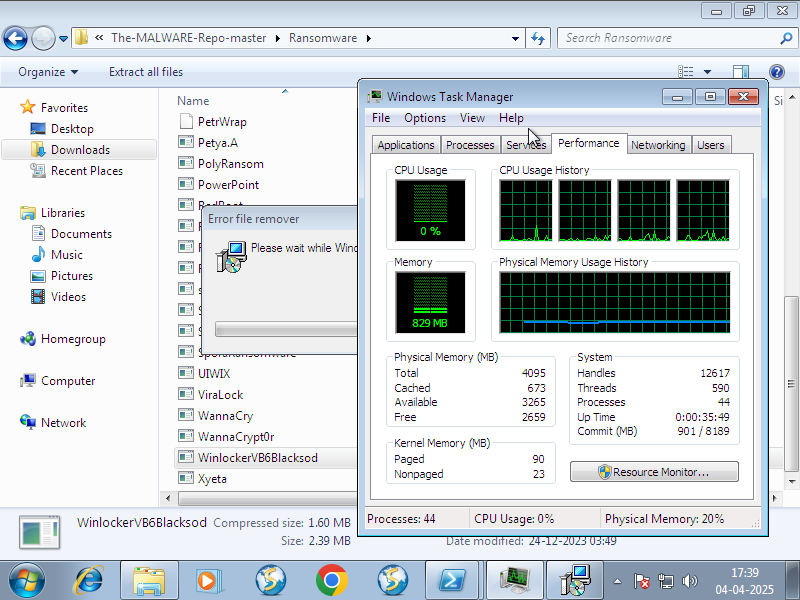 « The-MALWARE-Repo-master ▸ Ransomware ▸
Search Ransomware
Organize
Extract all files
Favorites
Desktop
Downloads
Recent Places
Libraries
Documents
Music
Pictures
Videos
Homegroup
Computer
Network
Name
Si
PetrWrap
Petya.A
PolyRansom
PowerPoint
RedBoot
UIWIX
ViraLock
WannaCry
WannaCrypt0r
WinlockerVB6Blacksod
Xyeta
Error file remover
Please wait while Wind
Windows Task Manager
File Options View Help
Applications Processes Services Performance Networking Users
CPU Usage
CPU Usage History
0 %
Memory
Physical Memory Usage History
829 MB
Physical Memory (MB)
Total 4095
Cached 673
Available 3265
Free 2659
Kernel Memory (MB)
Paged 90
Nonpaged 23
System
Handles 12617
Threads 590
Processes 44
Up Time 0:00:35:49
Commit (MB) 901 / 8189
Resource Monitor...
Processes: 44 CPU Usage: 0% Physical Memory: 20%
WinlockerVB6Blacksod Compressed size: 1.60 MB
Size: 2.39 MB
Date modified: 24-12-2023 03:49
17:39
04-04-2025